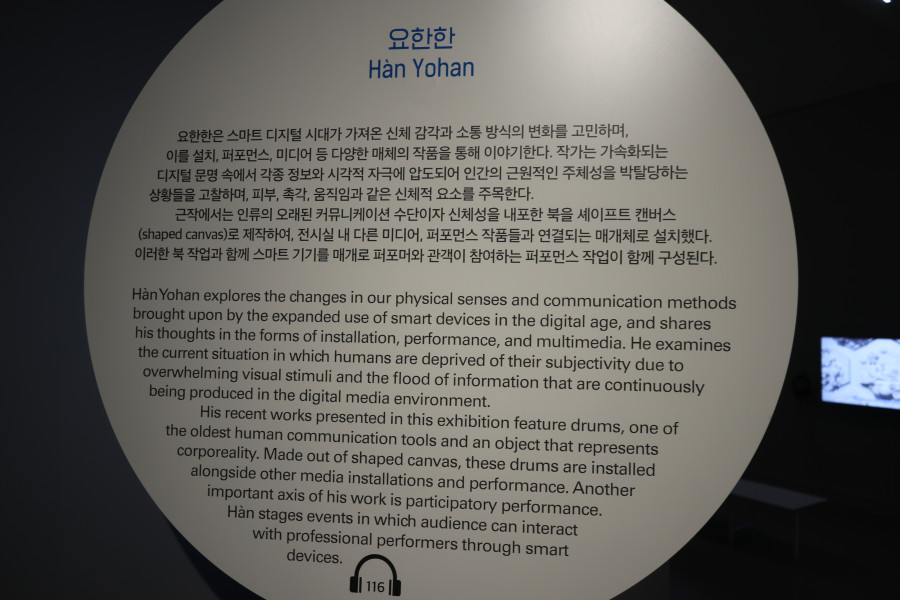 요한한
Hàn Yohan
요한한은 스마트 디지털 시대가 가져온 신체 감각과 소통 방식의 변화를 고민하며,
이를 설치, 퍼포먼스, 미디어 등 다양한 매체의 작품을 통해 이야기한다. 작가는 가속화되는
디지털 문명 속에서 각종 정보와 시각적 자극에 압도되어 인간의 근원적인 주체성을 박탈당하는
상황들을 고찰하며, 피부, 촉각, 움직임과 같은 신체적 요소를 주목한다.
근작에서는 인류의 오래된 커뮤니케이션 수단이자 신체성을 내포한 북을 셰이프트 캔버스
(shaped canvas)로 제작하여, 전시실 내 다른 미디어, 퍼포먼스 작품들과 연결되는 매개체로 설치했다.
이러한 북 작업과 함께 스마트 기기를 매개로 퍼포머와 관객이 참여하는 퍼포먼스 작업이 함께 구성된다.
Hàn Yohan explores the changes in our physical senses and communication methods
brought upon by the expanded use of smart devices in the digital age, and shares
his thoughts in the forms of installation, performance, and multimedia. He examines
the current situation in which humans are deprived of their subjectivity due to
overwhelming visual stimuli and the flood of information that are continuously
being produced in the digital media environment.
His recent works presented in this exhibition feature drums, one of
the oldest human communication tools and an object that represents
corporeality. Made out of shaped canvas, these drums are installed
alongside other media installations and performance. Another
important axis of his work is participatory performance.
Hàn stages events in which audience can interact
with professional performers through smart
devices.
116